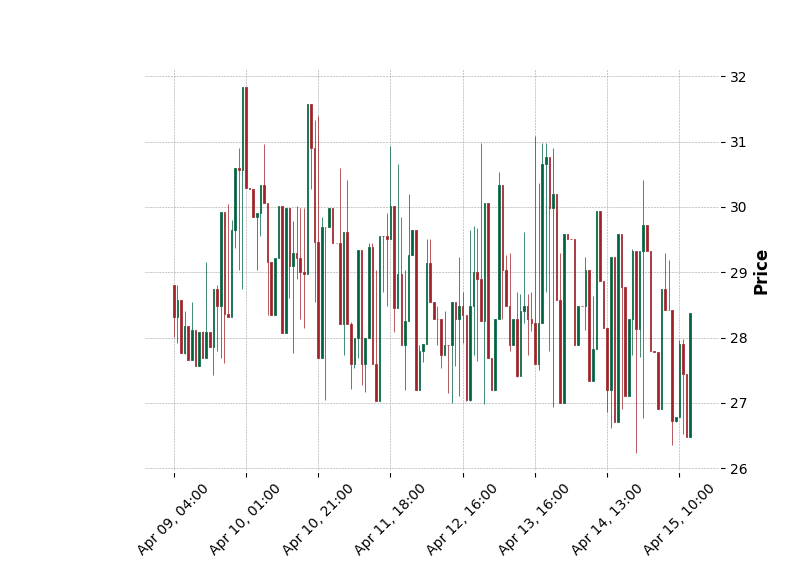 32
31
30
29
28
27
26
Price
Apr 09, 04:00
Apr 10, 01:00
Apr 10, 21:00
Apr 11, 18:00
Apr 12, 16:00
Apr 13, 16:00
Apr 14, 13:00
Apr 15, 10:00